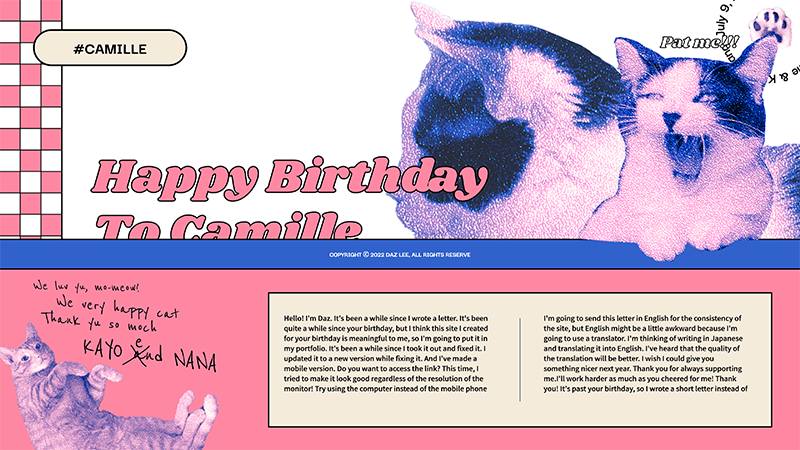 #CAMILLE
July 9,
Pat me!!!
Happy Birthday
To Camille
COPYRIGHT Ⓒ 2022 DAZ LEE, ALL RIGHTS RESERVE
We luv yu, mo-meow!
We very happy cat
Thank yu so moch
KAYO end NANA
Hello! I'm Daz. It's been a while since I wrote a letter. It's been
quite a while since your birthday, but I think this site I created
for your birthday is meaningful to me, so I'm going to put it in
my portfolio. It's been a while since I took it out and fixed it. I
updated it to a new version while fixing it. And I've made a
mobile version. Do you want to access the link? This time, I
tried to make it look good regardless of the resolution of the
monitor! Try using the computer instead of the mobile phone
I'm going to send this letter in English for the consistency of
the site, but English might be a little awkward because I'm
going to use a translator. I'm thinking of writing in Japanese
and translating it into English. I've heard that the quality of
the translation will be better. I wish I could give you
something nicer next year. Thank you for always supporting
me.I'll work harder as much as you cheered for me! Thank
you! It's past your birthday, so I wrote a short letter instead of